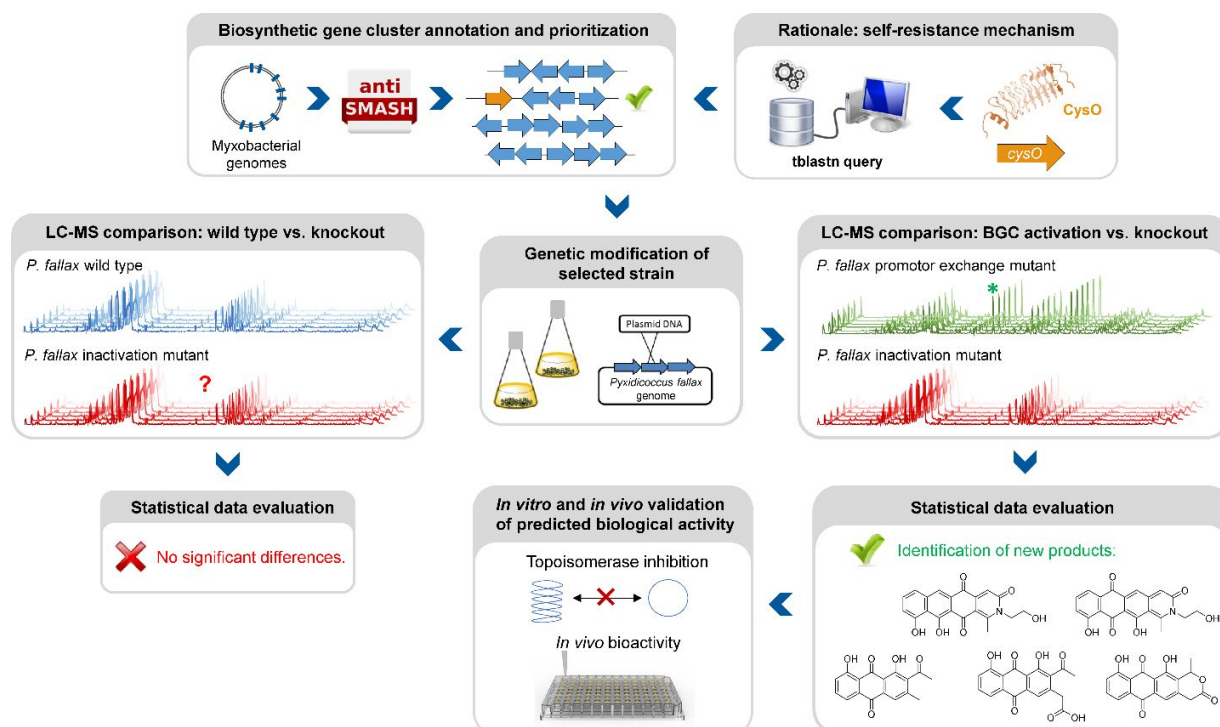 Biosynthetic gene cluster annotation and prioritization
Myxobacterial
genomes
anti
SMASH
Rationale: self-resistance mechanism
tblastn query
CysO
cysO
LC-MS comparison: wild type vs. knockout
P. fallax wild type
P. fallax inactivation mutant
?
Genetic modification of
selected strain
Plasmid DNA
Pyxidicoccus fallax
genome
LC-MS comparison: BGC activation vs. knockout
P. fallax promotor exchange mutant
*
P. fallax inactivation mutant
Statistical data evaluation
No significant differences.
In vitro and in vivo validation
of predicted biological activity
Topoisomerase inhibition
In vivo bioactivity
Statistical data evaluation
Identification of new products:
O
O
N
OH
OH
OH
O
O
O
N
OH
OH
OH
O
OH
O
OH
O
O
OH
O
OH
O
O
O
OH
OH
O
OH
O
O
O